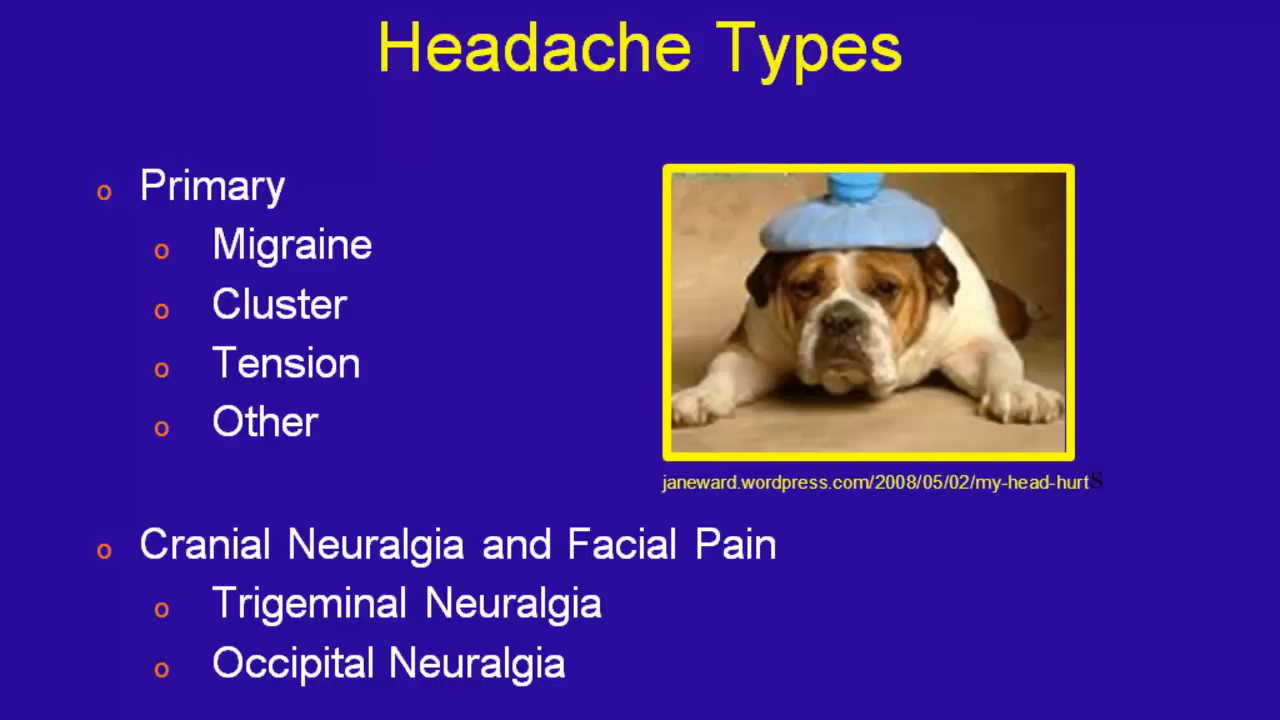 Headache Types
o Primary
o Migraine
o Cluster
o Tension
o Other
janeward.wordpress.com/2008/05/02/my-head-hurts
o Cranial Neuralgia and Facial Pain
o Trigeminal Neuralgia
o Occipital Neuralgia